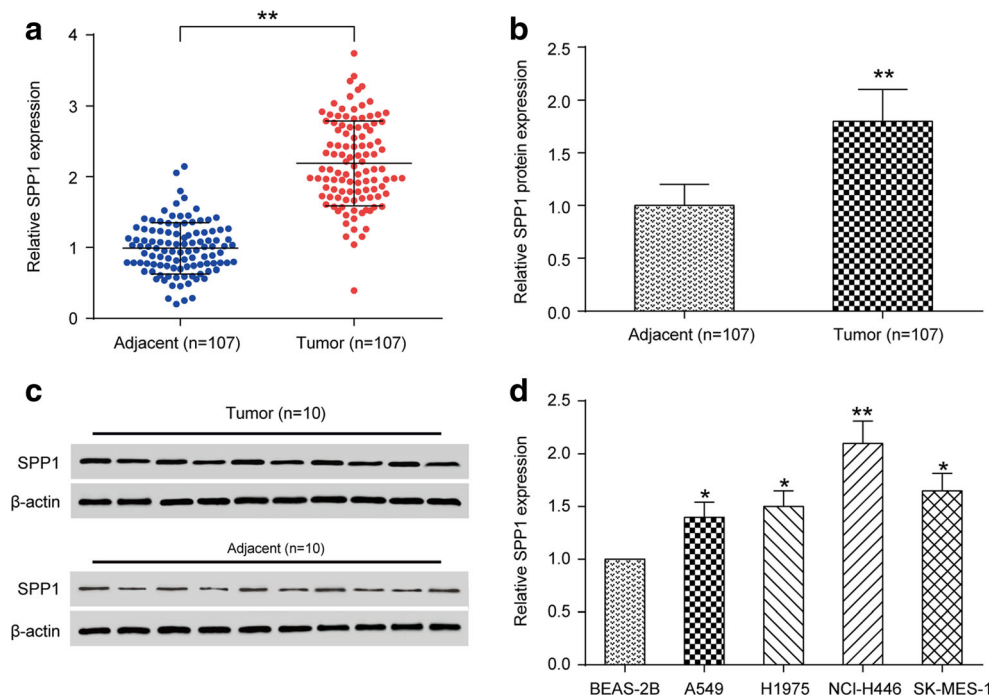 a
**
4
3
2
1
0
Relative SPP1 expression
Adjacent (n=107)
Tumor (n=107)
b
2.5
2.0
1.5
1.0
0.5
0.0
Relative SPP1 protein expression
**
Adjacent (n=107)
Tumor (n=107)
c
Tumor (n=10)
SPP1
β-actin
Adjacent (n=10)
SPP1
β-actin
d
2.5
2.0
1.5
1.0
0.5
0.0
Relative SPP1 expression
*
*
**
*
BEAS-2B
A549
H1975
NCI-H446
SK-MES-1